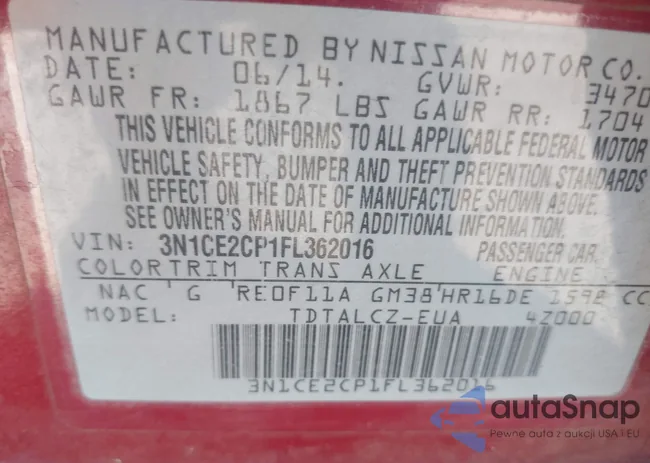 MANUFACTURED BY NISSAN MOTOR CO.
DATE: 06/14. GVWR: 3470
GAWR FR: 1867 LBS GAWR RR: 1704
THIS VEHICLE CONFORMS TO ALL APPLICABLE FEDERAL MOTOR
VEHICLE SAFETY, BUMPER AND THEFT PREVENTION STANDARDS
IN EFFECT ON THE DATE OF MANUFACTURE SHOWN ABOVE.
SEE OWNER'S MANUAL FOR ADDITIONAL INFORMATION.
VIN: 3N1CE2CP1FL362016 PASSENGER CAR
COLORTRIM TRANS AXLE ENGINE
NAC G RE0F11A GM38 HR16DE 1598 CC
MODEL: TDTALCZ-EUA 4Z000
3N1CE2CP1FL362016
autaSnap
Pewne auta z aukcji USA i EU